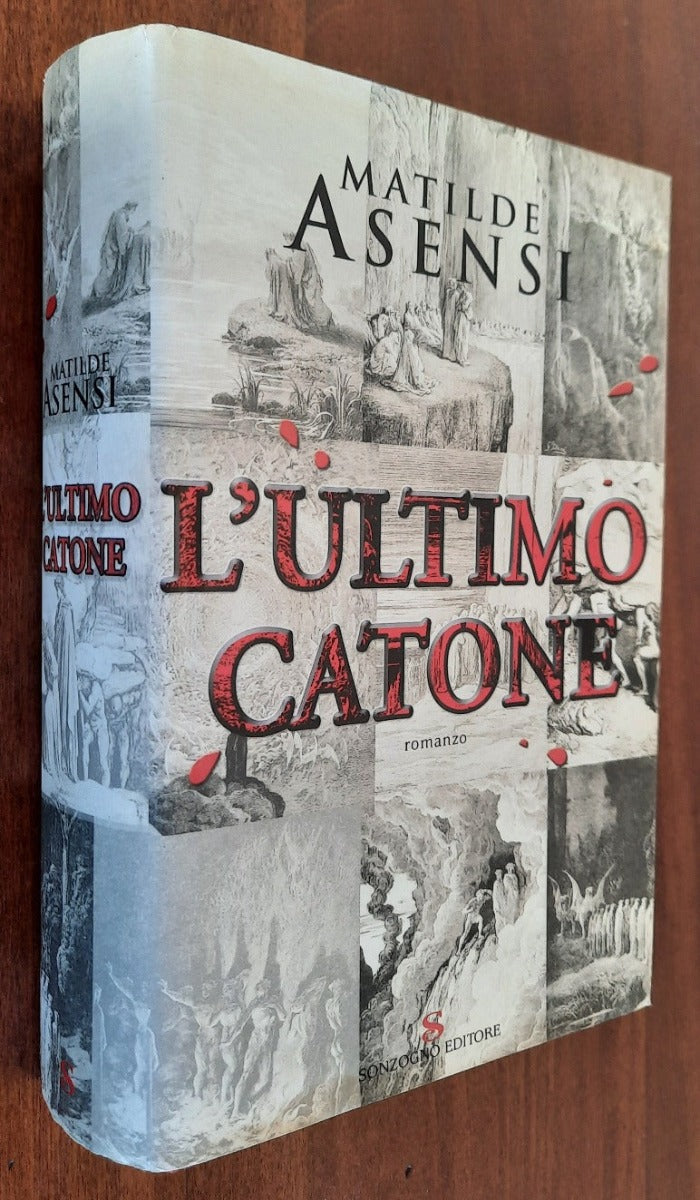 MATILDE
ASENSI
L'ULTIMO
CATONE
romanzo
S
SONZOGNO EDITORE
MATILDE
ASENSI
L'ULTIMO
CATONE
S